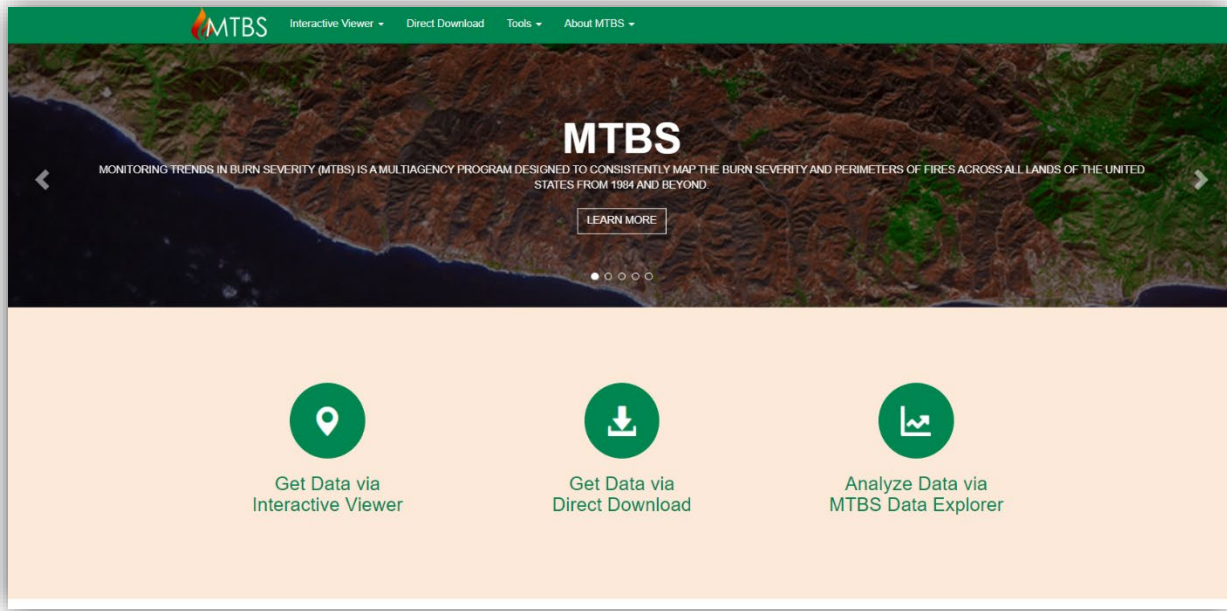 MTBS
Interactive Viewer
Direct Download
Tools
About MTBS
MTBS
MONITORING TRENDS IN BURN SEVERITY (MTBS) IS A MULTIAGENCY PROGRAM DESIGNED TO CONSISTENTLY MAP THE BURN SEVERITY AND PERIMETERS OF FIRES ACROSS ALL LANDS OF THE UNITED
STATES FROM 1984 AND BEYOND.
LEARN MORE
Get Data via
Interactive Viewer
Get Data via
Direct Download
Analyze Data via
MTBS Data Explorer